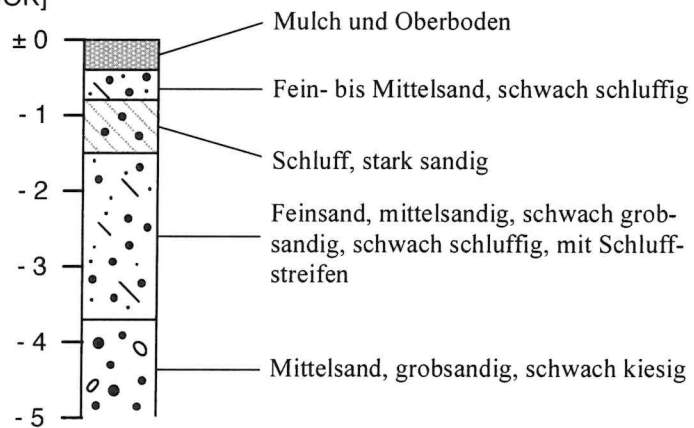 OK]
± 0
Mulch und Oberboden
Fein- bis Mittelsand, schwach schluffig
- 1
Schluff, stark sandig
- 2
Feinsand, mittelsandig, schwach grob-
sandig, schwach schluffig, mit Schluff-
streifen
- 3
- 4
Mittelsand, grobsandig, schwach kiesig
- 5